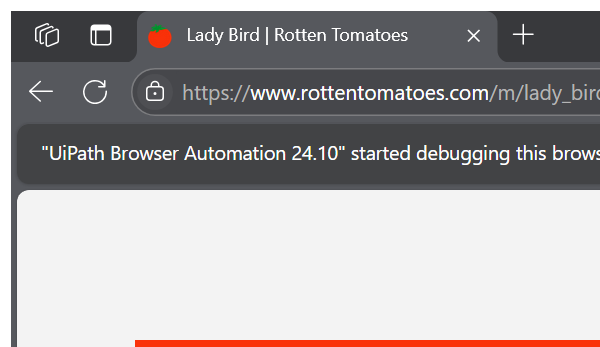 Lady Bird | Rotten Tomatoes
https://www.rottentomatoes.com/m/lady_bird
"UiPath Browser Automation 24.10" started debugging this brows